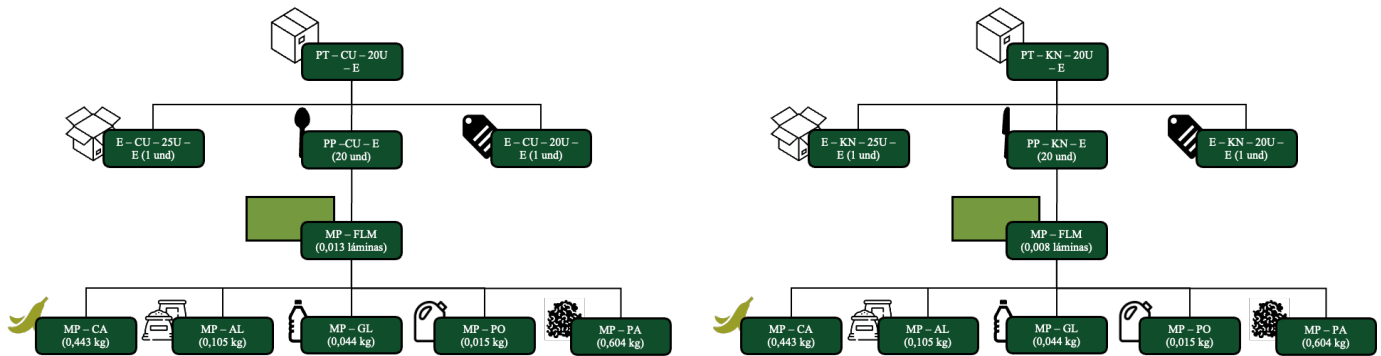 PT – CU – 20U
– E
E – CU – 25U –
E (1 und)
PP –CU – E
(20 und)
E – CU – 20U –
E (1 und)
MP – FLM
(0,013 láminas)
MP – CA
(0,443 kg)
MP – AL
(0,105 kg)
MP – GL
(0,044 kg)
MP – PO
(0,015 kg)
MP – PA
(0,604 kg)
PT – KN – 20U
– E
E – KN – 25U –
E (1 und)
PP – KN – E
(20 und)
E – KN – 20U –
E (1 und)
MP – FLM
(0,008 láminas)
MP – CA
(0,443 kg)
MP – AL
(0,105 kg)
MP – GL
(0,044 kg)
MP – PO
(0,015 kg)
MP – PA
(0,604 kg)